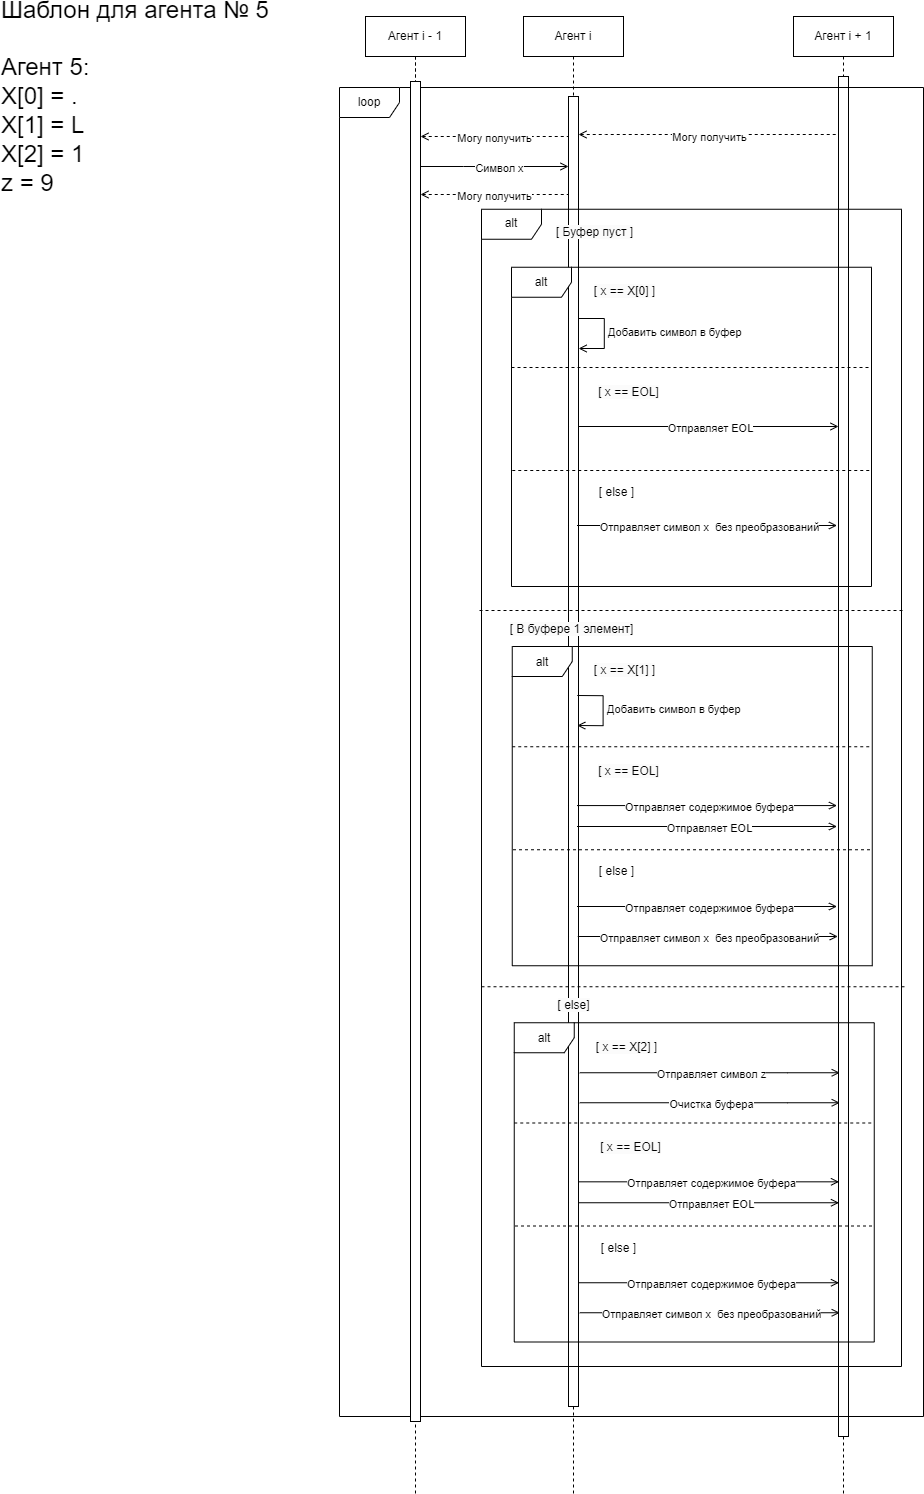 Шаблон для агента № 5
Агент 5:
X[0] = .
X[1] = L
X[2] = 1
z = 9
Агент i - 1
Агент i
Агент i + 1
loop
Могу получить
Могу получить
Символ x
Могу получить
alt
[ Буфер пуст ]
alt
[ x == X[0] ]
Добавить символ в буфер
[ x == EOL]
Отправляет EOL
[ else ]
Отправляет символ x без преобразований
[ В буфере 1 элемент]
alt
[ x == X[1] ]
Добавить символ в буфер
[ x == EOL]
Отправляет содержимое буфера
Отправляет EOL
[ else ]
Отправляет содержимое буфера
Отправляет символ x без преобразований
[ else]
alt
[ x == X[2] ]
Отправляет символ z
Очистка буфера
[ x == EOL]
Отправляет содержимое буфера
Отправляет EOL
[ else ]
Отправляет содержимое буфера
Отправляет символ x без преобразований